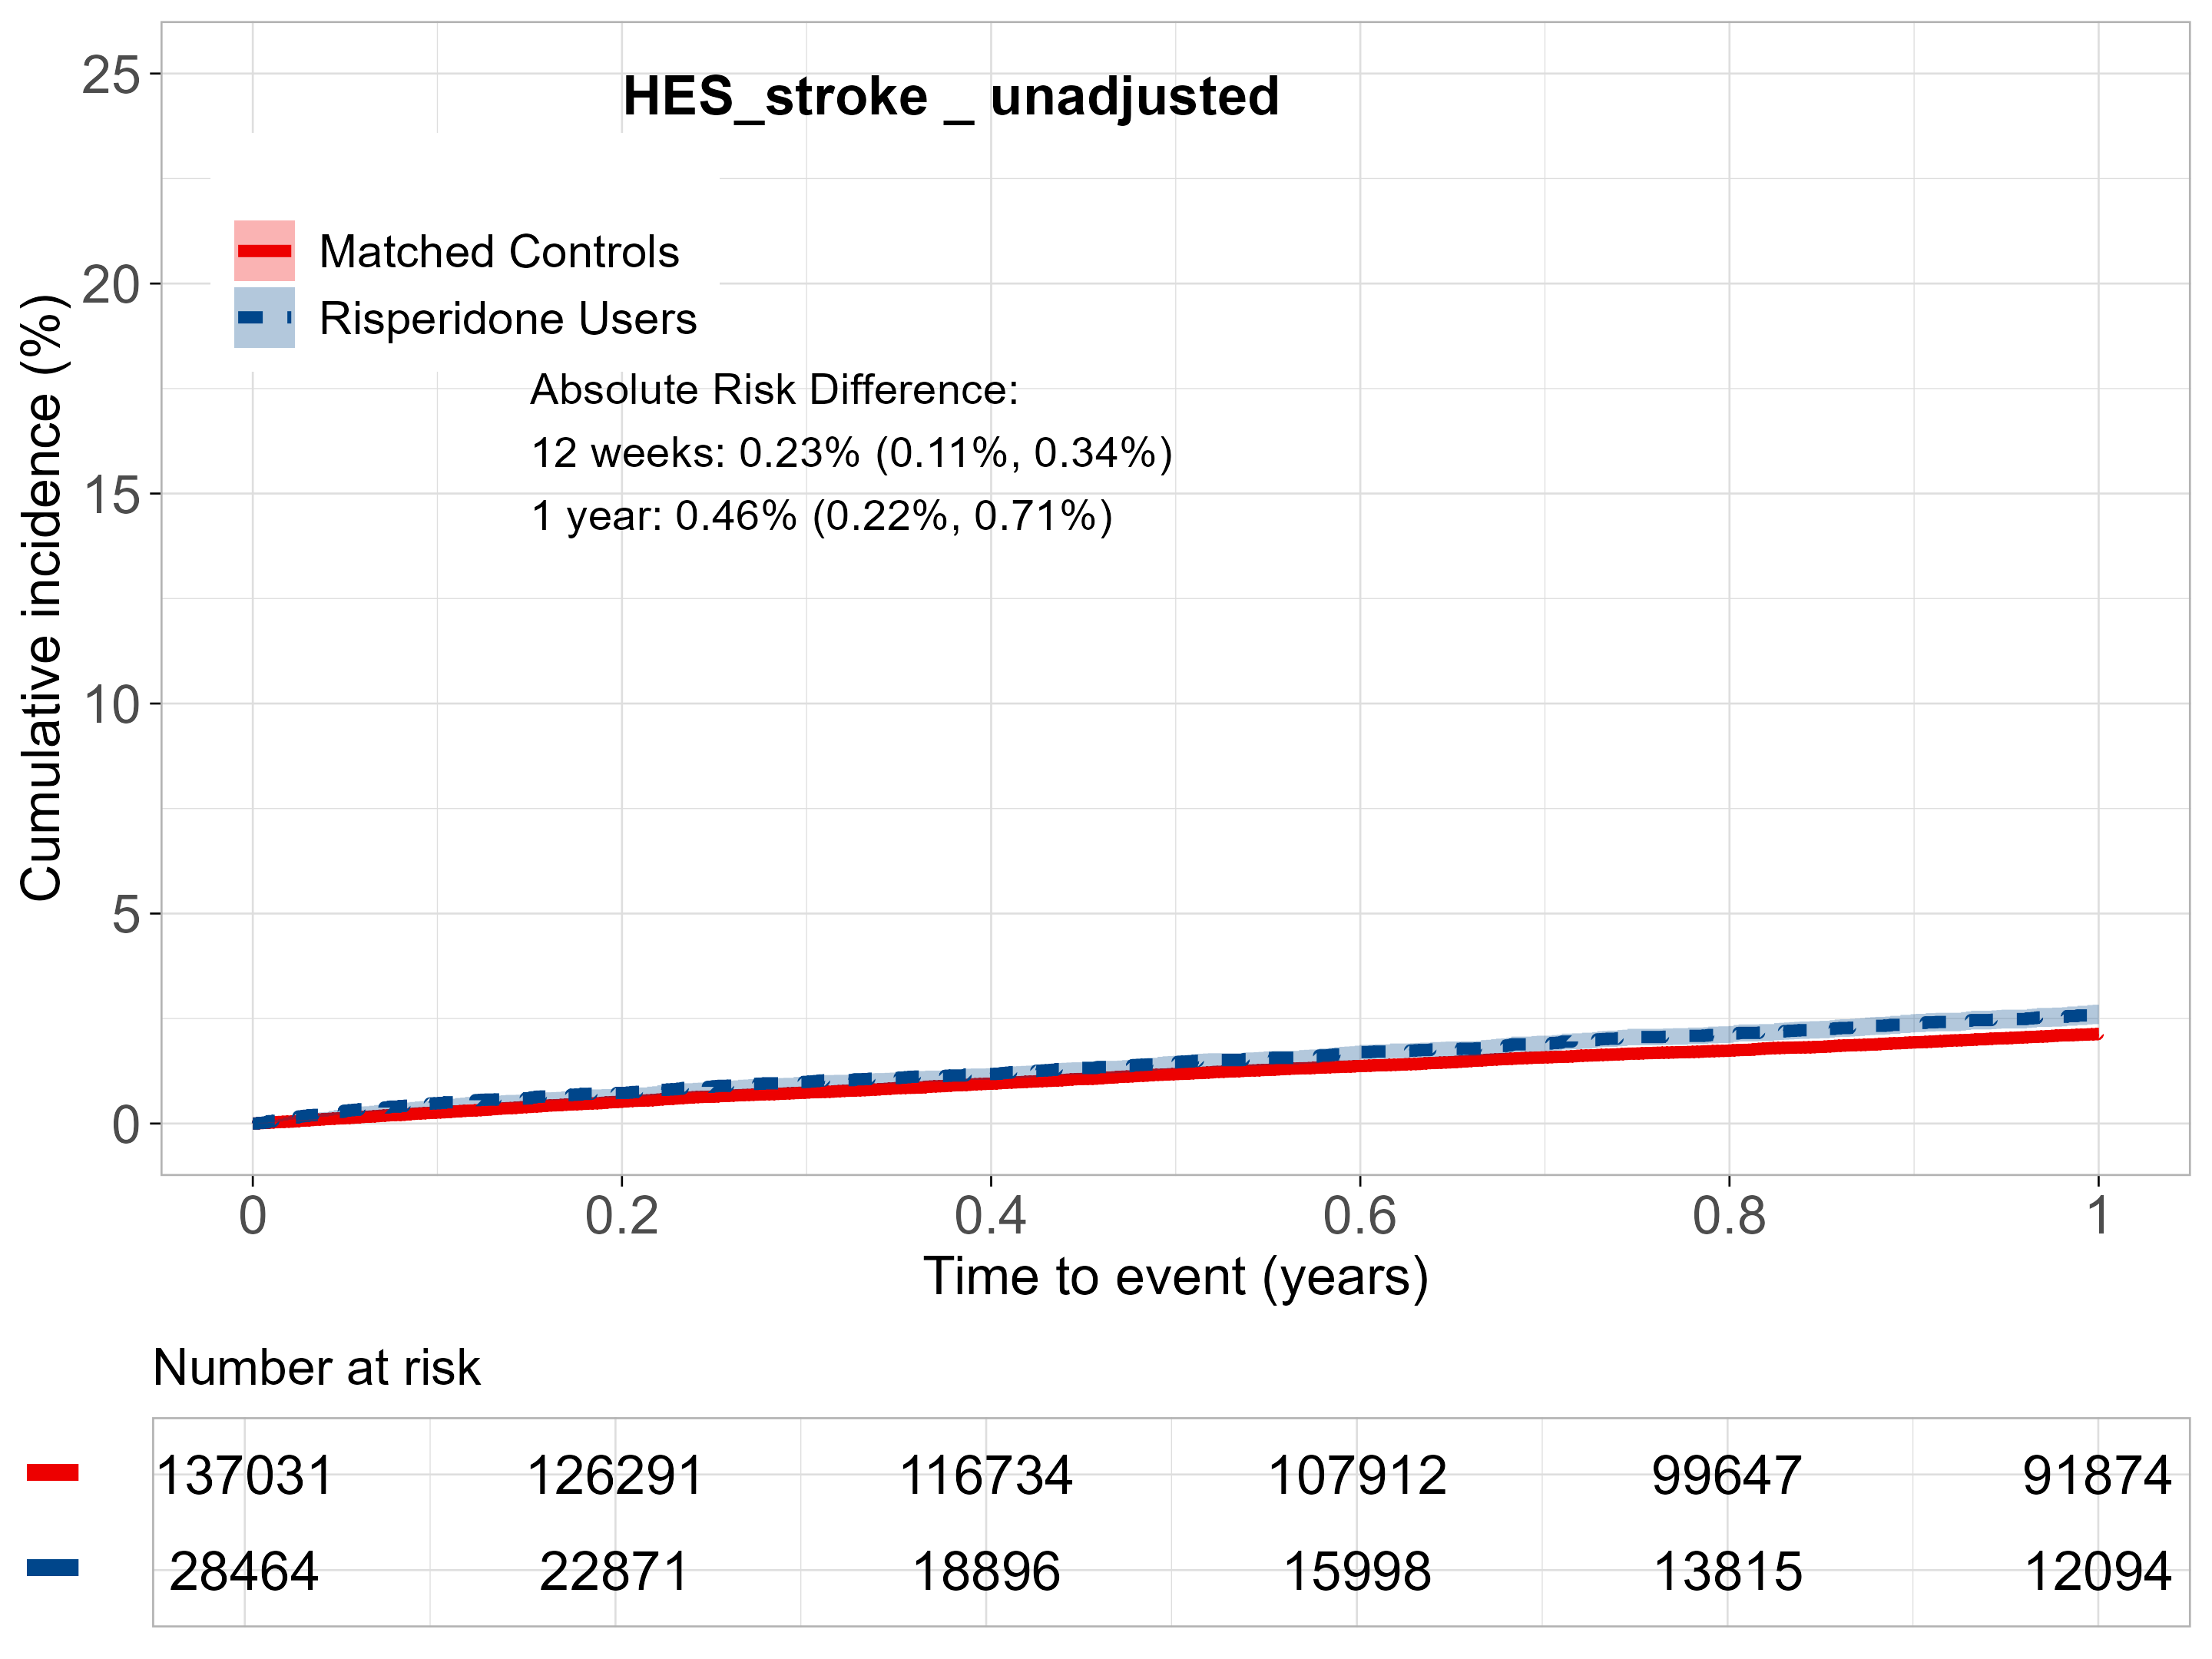 HES_stroke _ unadjusted
Matched Controls
Risperidone Users
Absolute Risk Difference:
12 weeks: 0.23% (0.11%, 0.34%)
1 year: 0.46% (0.22%, 0.71%)
Cumulative incidence (%)
25
20
15
10
5
0
0 0.2 0.4 0.6 0.8 1
Time to event (years)
Number at risk
137031 126291 116734 107912 99647 91874
28464 22871 18896 15998 13815 12094